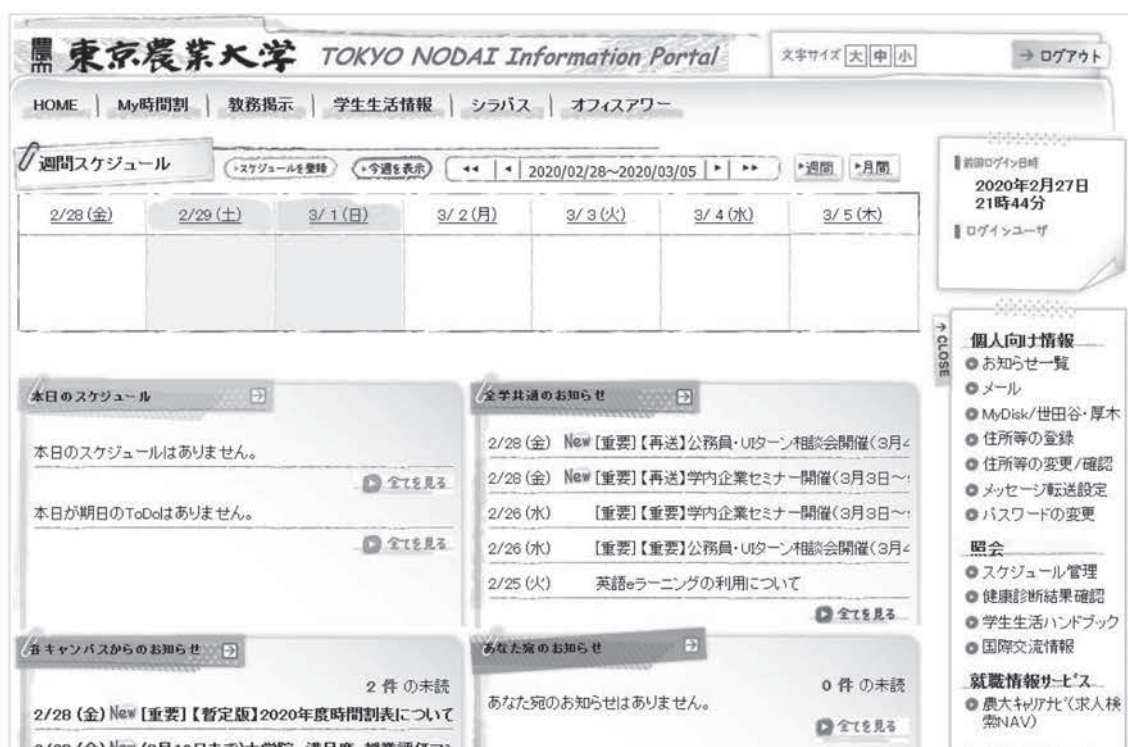 東京農業大学 TOKYO NODAI Information Portal
文字サイズ 大 中 小
→ ログアウト
HOME | My時間割 | 教務掲示 | 学生生活情報 | シラバス | オフィスアワー
週間スケジュール
スケジュールを登録
今週を表示
2020/02/28~2020/03/05
週間
月間
2/28(金) 2/29(土) 3/1(日) 3/2(月) 3/3(火) 3/4(水) 3/5(木)
前回ログイン日時
2020年2月27日
21時44分
ログインユーザ
本日のスケジュール
本日のスケジュールはありません。
全てを見る
本日が期日のToDoはありません。
全てを見る
全学共通のお知らせ
2/28(金) New [重要]【再送】公務員・UIターン相談会開催(3月4
2/28(金) New [重要]【再送】学内企業セミナー開催(3月3日~
2/26(水) [重要]【重要】学内企業セミナー開催(3月3日~
2/26(水) [重要]【重要】公務員・UIターン相談会開催(3月4
2/25(火) 英語eラーニングの利用について
全てを見る
各キャンパスからのお知らせ
2 件 の未読
2/28(金) New [重要]【暫定版】2020年度時間割表について
あなた宛のお知らせ
0 件 の未読
あなた宛のお知らせはありません。
全てを見る
→CLOSE
個人向け情報
お知らせ一覧
メール
MyDisk/世田谷・厚木
住所等の登録
住所等の変更/確認
メッセージ転送設定
パスワードの変更
照会
スケジュール管理
健康診断結果確認
学生生活ハンドブック
国際交流情報
就職情報サービス
農大キャリアナビ(求人検
索NAV)